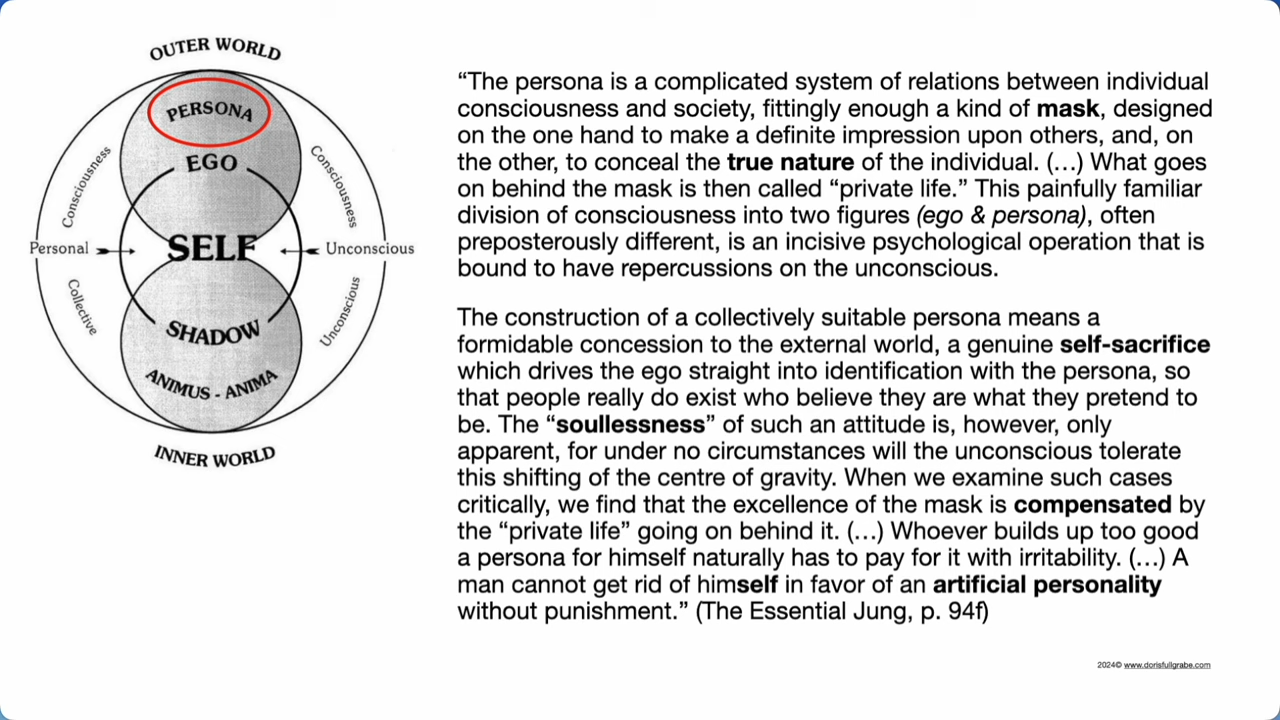 OUTER WORLD
PERSONA
EGO
Consciousness
Consciousness
Personal
SELF
Unconscious
Collective
Unconscious
SHADOW
ANIMUS - ANIMA
INNER WORLD
“The persona is a complicated system of relations between individual
consciousness and society, fittingly enough a kind of mask, designed
on the one hand to make a definite impression upon others, and, on
the other, to conceal the true nature of the individual. (…) What goes
on behind the mask is then called “private life.” This painfully familiar
division of consciousness into two figures (ego & persona), often
preposterously different, is an incisive psychological operation that is
bound to have repercussions on the unconscious.
The construction of a collectively suitable persona means a
formidable concession to the external world, a genuine self-sacrifice
which drives the ego straight into identification with the persona, so
that people really do exist who believe they are what they pretend to
be. The “soullessness” of such an attitude is, however, only
apparent, for under no circumstances will the unconscious tolerate
this shifting of the centre of gravity. When we examine such cases
critically, we find that the excellence of the mask is compensated by
the “private life” going on behind it. (…) Whoever builds up too good
a persona for himself naturally has to pay for it with irritability. (…) A
man cannot get rid of himself in favor of an artificial personality
without punishment.” (The Essential Jung, p. 94f)
2024© www.dorisfullgrabe.com